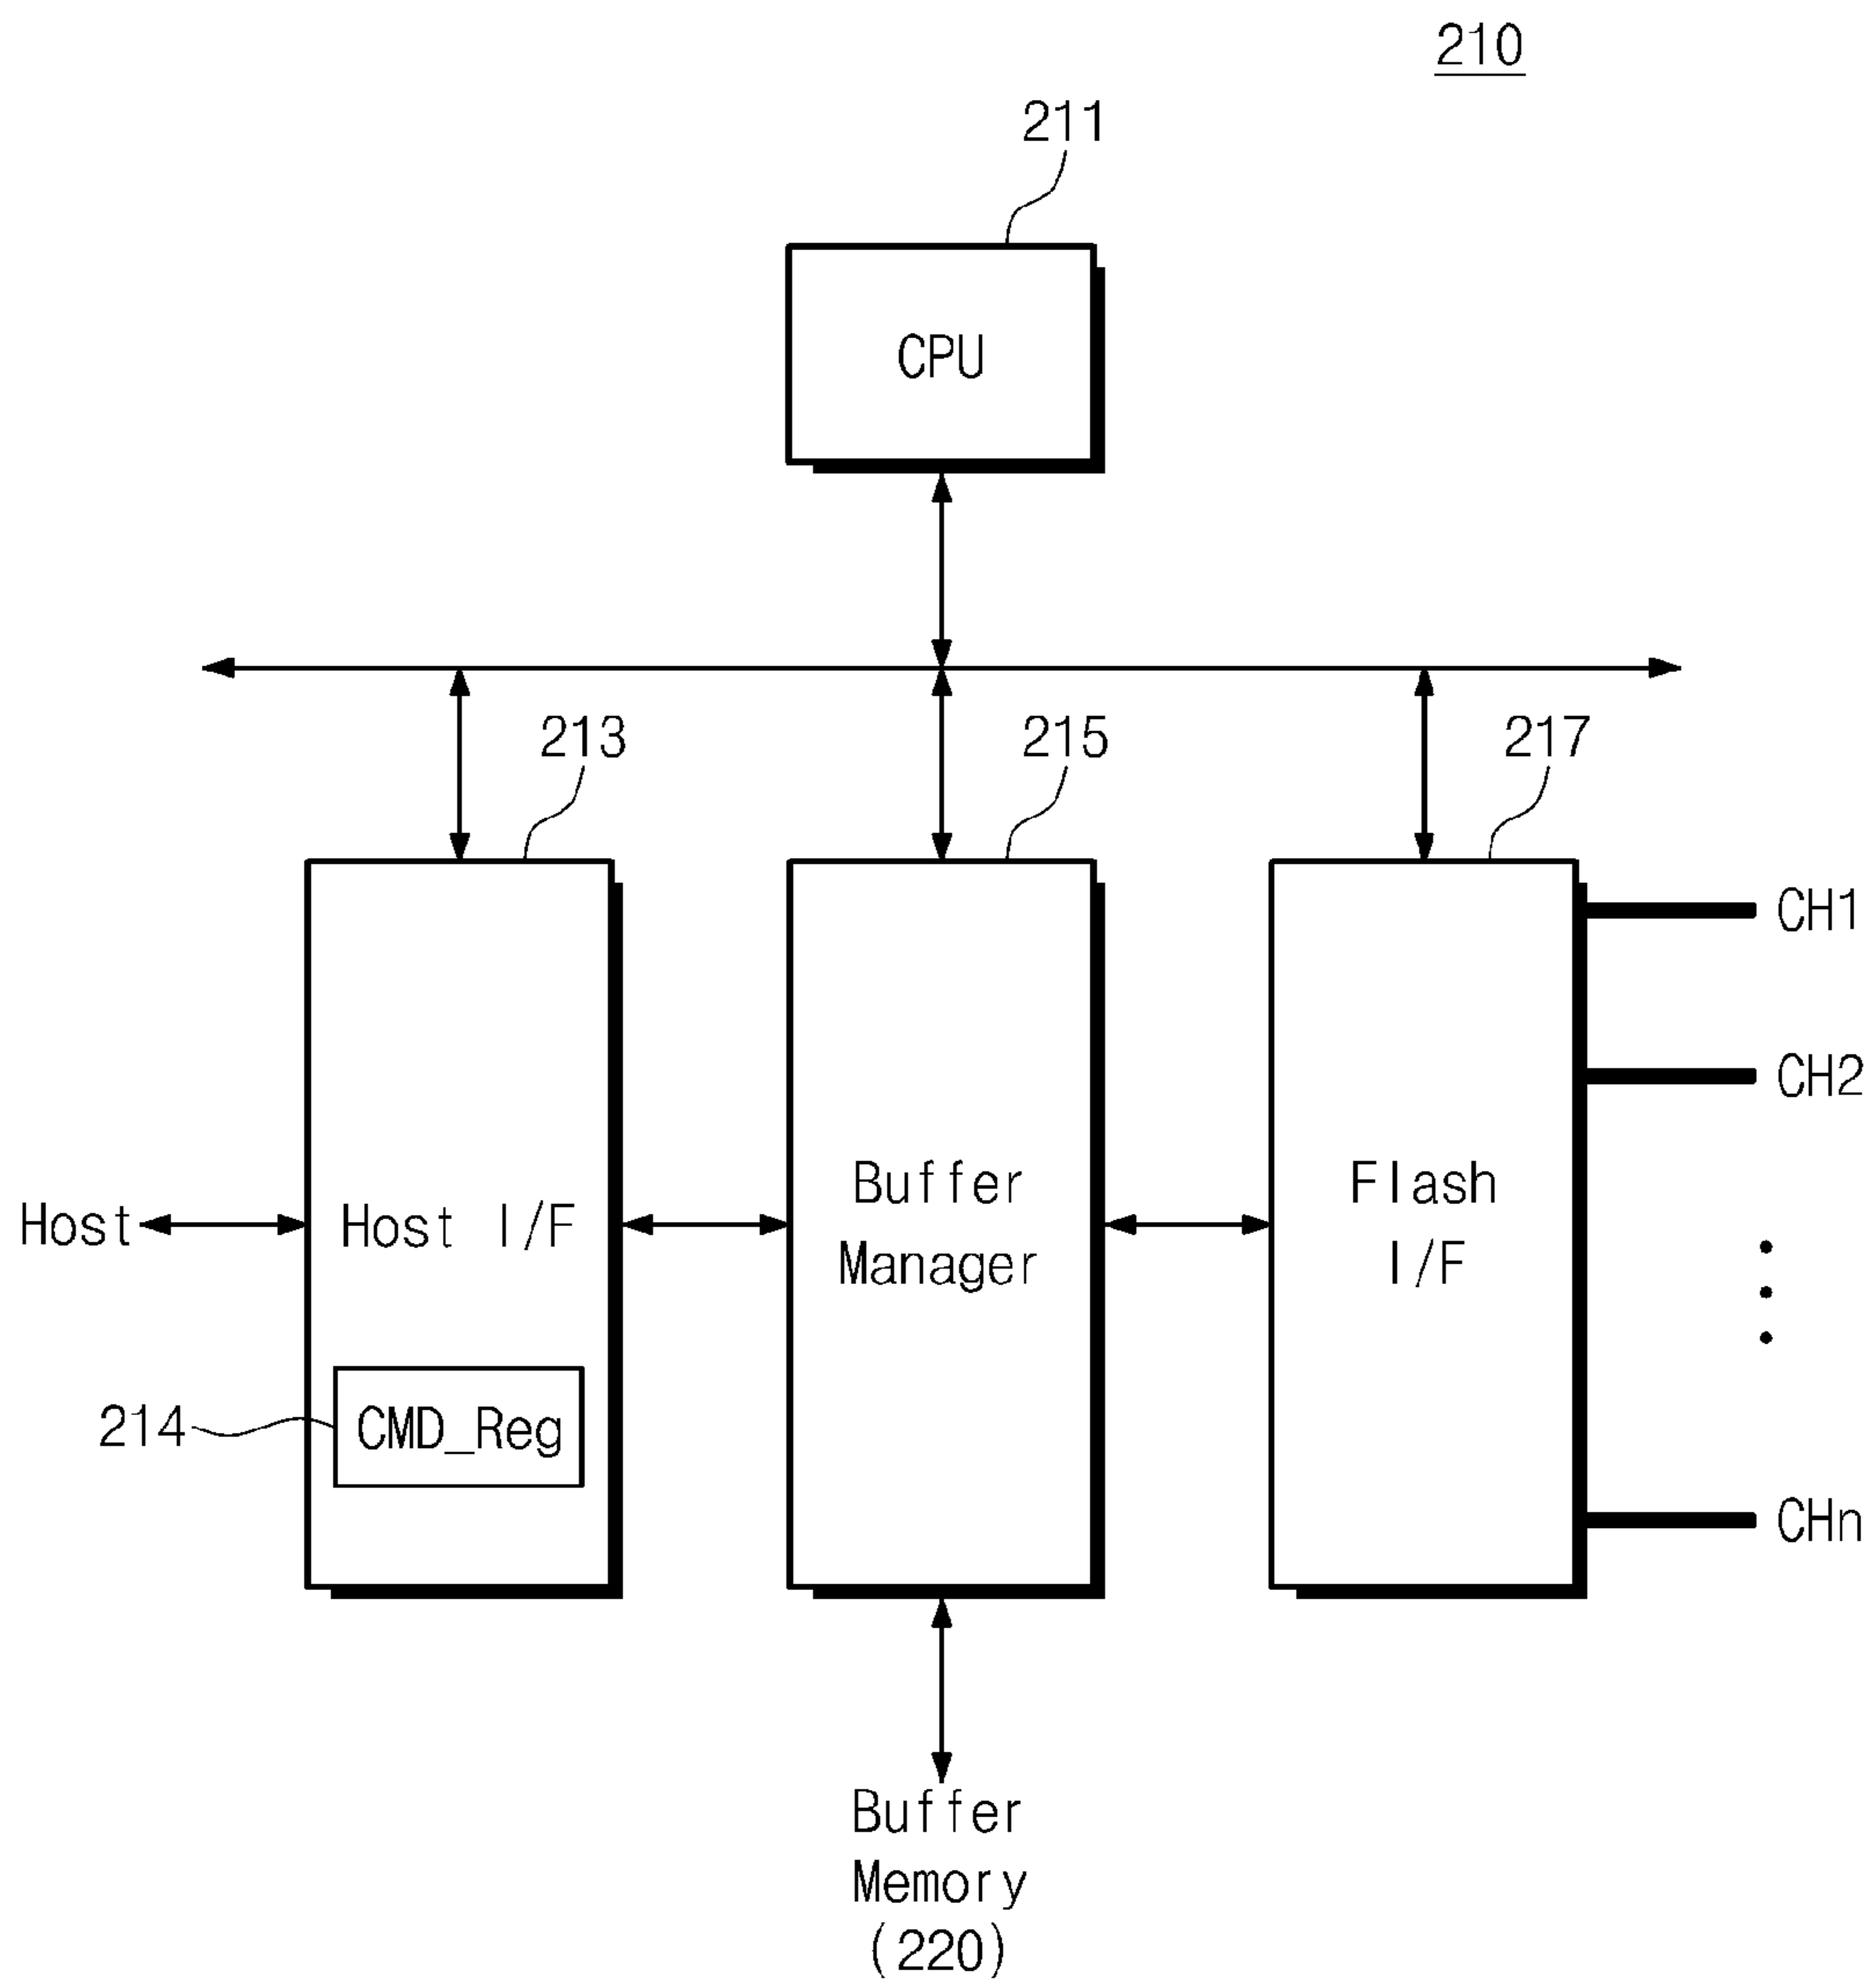 210
211
CPU
213
215
217
CH1
CH2
Host
Host I/F
Buffer
Manager
Flash
I/F
214
CMD_Reg
CHn
Buffer
Memory
(220)